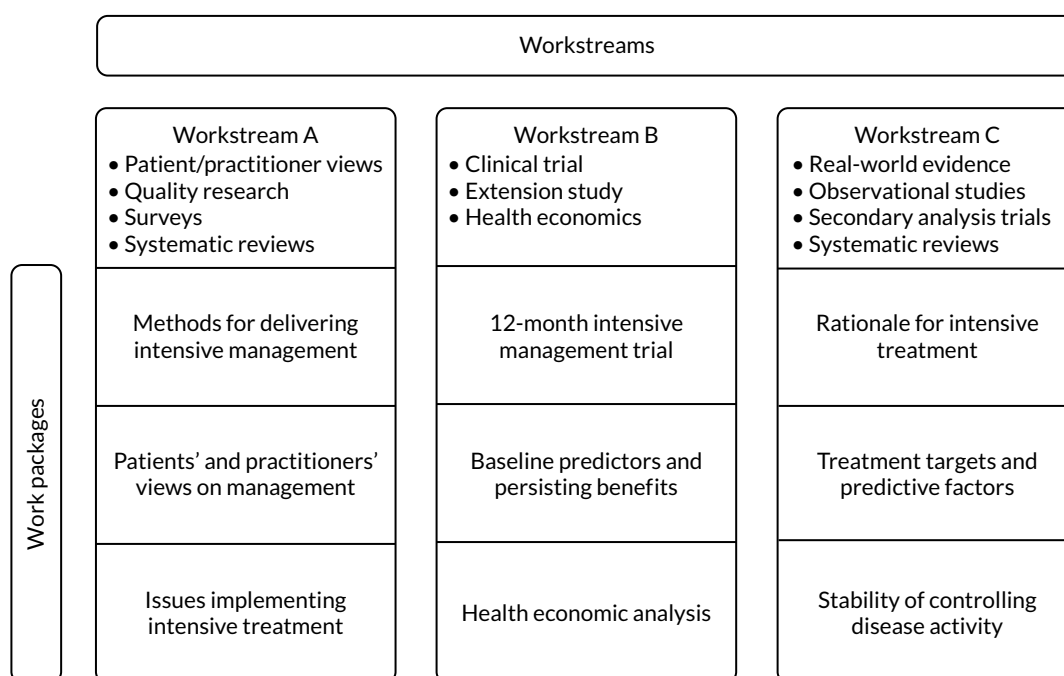 Workstreams
Workstream A
• Patient/practitioner views
• Quality research
• Surveys
• Systematic reviews
Workstream B
• Clinical trial
• Extension study
• Health economics
Workstream C
• Real-world evidence
• Observational studies
• Secondary analysis trials
• Systematic reviews
Work packages
Methods for delivering
intensive management
12-month intensive
management trial
Rationale for intensive
treatment
Patients’ and practitioners’
views on management
Baseline predictors and
persisting benefits
Treatment targets and
predictive factors
Issues implementing
intensive treatment
Health economic analysis
Stability of controlling
disease activity